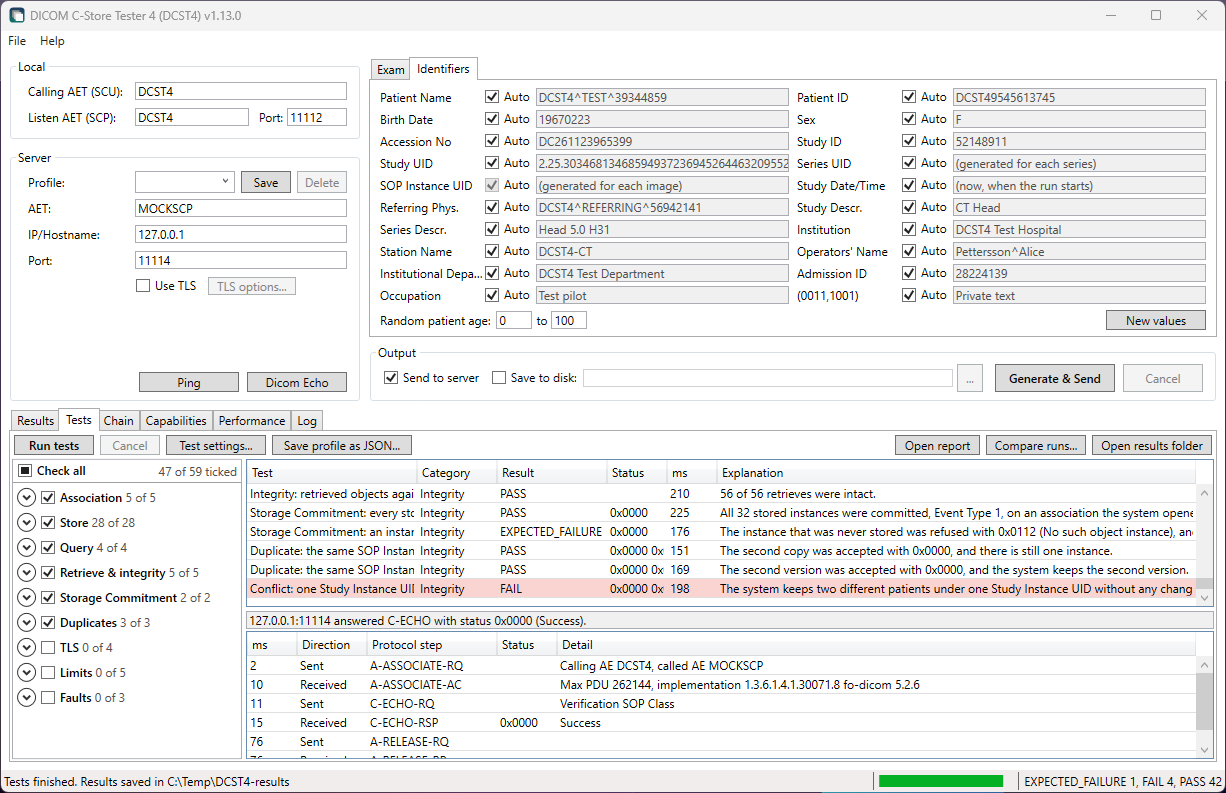 DICOM C-Store Tester 4 (DCST4) v1.13.0
File Help
Local
Calling AET (SCU): DCST4
Listen AET (SCP): DCST4 Port: 11112
Server
Profile: Save Delete
AET: MOCKSCP
IP/Hostname: 127.0.0.1
Port: 11114
Use TLS TLS options...
Ping Dicom Echo
Exam Identifiers
Patient Name Auto DCST4^TEST^39344859 Patient ID Auto DCST49545613745
Birth Date Auto 19670223 Sex Auto F
Accession No Auto DC261123965399 Study ID Auto 52148911
Study UID Auto 2.25.303468134685949372369452644632095​52 Series UID Auto (generated for each series)
SOP Instance UID Auto (generated for each image) Study Date/Time Auto (now, when the run starts)
Referring Phys. Auto DCST4^REFERRING^56942141 Study Descr. Auto CT Head
Series Descr. Auto Head 5.0 H31 Institution Auto DCST4 Test Hospital
Station Name Auto DCST4-CT Operators' Name Auto Pettersson^Alice
Institutional Depa... Auto DCST4 Test Department Admission ID Auto 28224139
Occupation Auto Test pilot (0011,1001) Auto Private text
Random patient age: 0 to 100 New values
Output
Send to server Save to disk: ... Generate & Send Cancel
Results Tests Chain Capabilities Performance Log
Run tests Cancel Test settings... Save profile as JSON... Open report Compare runs... Open results folder
Check all 47 of 59 ticked
Association 5 of 5
Store 28 of 28
Query 4 of 4
Retrieve & integrity 5 of 5
Storage Commitment 2 of 2
Duplicates 3 of 3
TLS 0 of 4
Limits 0 of 5
Faults 0 of 3
Test Category Result Status ms Explanation
Integrity: retrieved objects agai Integrity PASS 210 56 of 56 retrieves were intact.
Storage Commitment: every sto Integrity PASS 0x0000 225 All 32 stored instances were committed, Event Type 1, on an association the system opene
Storage Commitment: an instar Integrity EXPECTED_FAILURE 0x0000 176 The instance that was never stored was refused with 0x0112 (No such object instance), an
Duplicate: the same SOP Instan Integrity PASS 0x0000 0x 151 The second copy was accepted with 0x0000, and there is still one instance.
Duplicate: the same SOP Instan Integrity PASS 0x0000 0x 169 The second version was accepted with 0x0000, and the system keeps the second version.
Conflict: one Study Instance UII Integrity FAIL 0x0000 0x 198 The system keeps two different patients under one Study Instance UID without any chang
127.0.0.1:11114 answered C-ECHO with status 0x0000 (Success).
ms Direction Protocol step Status Detail
2 Sent A-ASSOCIATE-RQ Calling AE DCST4, called AE MOCKSCP
10 Received A-ASSOCIATE-AC Max PDU 262144, implementation 1.3.6.1.4.1.30071.8 fo-dicom 5.2.6
11 Sent C-ECHO-RQ Verification SOP Class
15 Received C-ECHO-RSP 0x0000 Success
76 Sent A-RELEASE-RQ
Tests finished. Results saved in C:\Temp\DCST4-results EXPECTED_FAILURE 1, FAIL 4, PASS 42